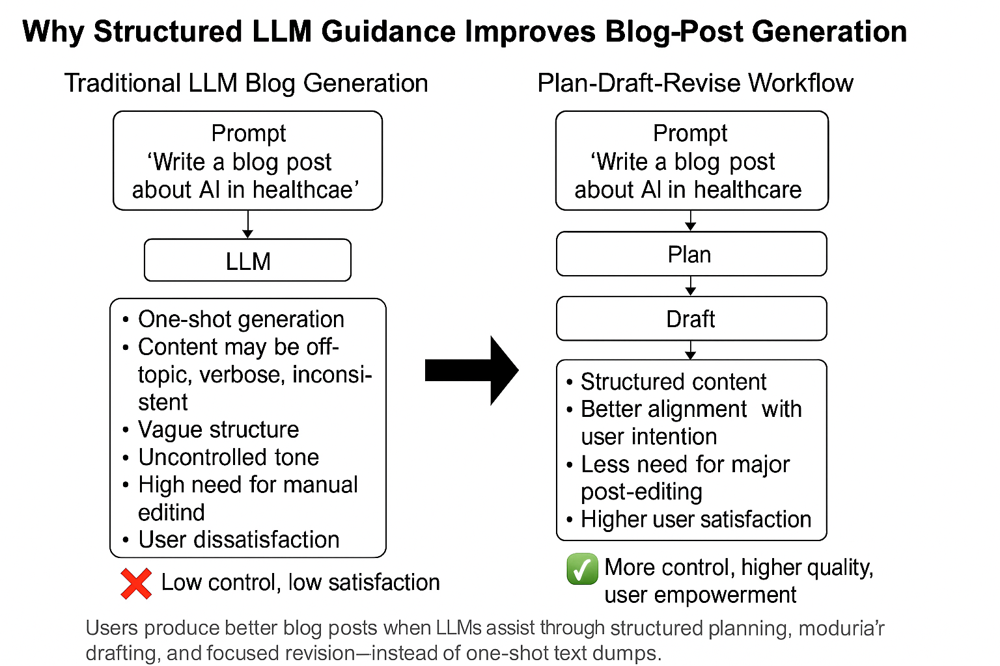 Why Structured LLM Guidance Improves Blog-Post Generation
Traditional LLM Blog Generation
Prompt
‘Write a blog post
about AI in healthcae’
LLM
• One-shot generation
• Content may be off-
topic, verbose, inconsi-
stent
• Vague structure
• Uncontrolled tone
• High need for manual
editind
• User dissatisfaction
❌ Low control, low satisfaction
Plan-Draft-Revise Workflow
Prompt
‘Write a blog post
about AI in healthcare
Plan
Draft
• Structured content
• Better alignment with
user intention
• Less need for major
post-editing
• Higher user satisfaction
✅ More control, higher quality,
user empowerment
Users produce better blog posts when LLMs assist through structured planning, moduria’r
drafting, and focused revision—instead of one-shot text dumps.